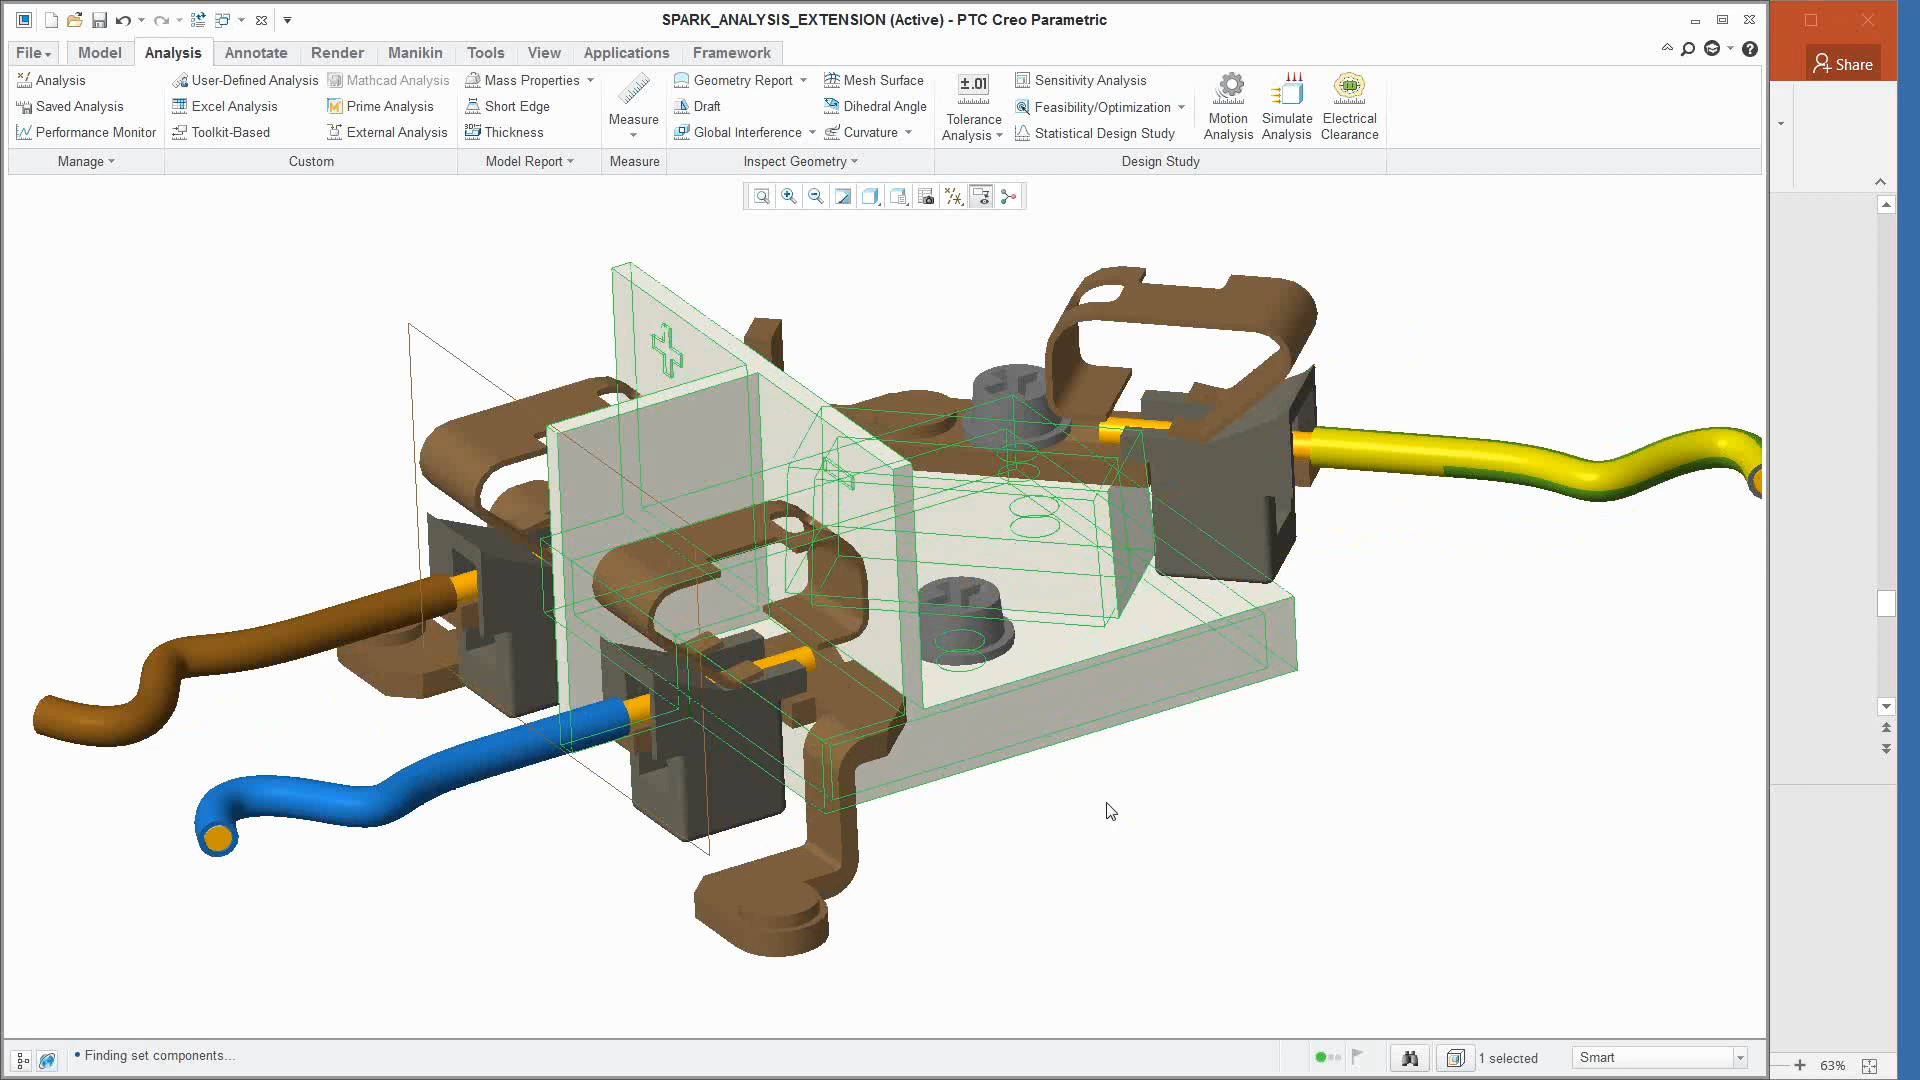 SPARK_ANALYSIS_EXTENSION (Active) - PTC Creo Parametric
File Model Analysis Annotate Render Manikin Tools View Applications Framework
Share
Analysis User-Defined Analysis Mathcad Analysis Mass Properties Geometry Report Mesh Surface Sensitivity Analysis
Saved Analysis Excel Analysis Prime Analysis Short Edge Draft Dihedral Angle Feasibility/Optimization
Performance Monitor Toolkit-Based External Analysis Thickness Global Interference Curvature Statistical Design Study
Measure
±.01
Tolerance Analysis
Motion Analysis
Simulate Analysis
Electrical Clearance
Manage Custom Model Report Measure Inspect Geometry Design Study
Finding set components...
1 selected
Smart
63%